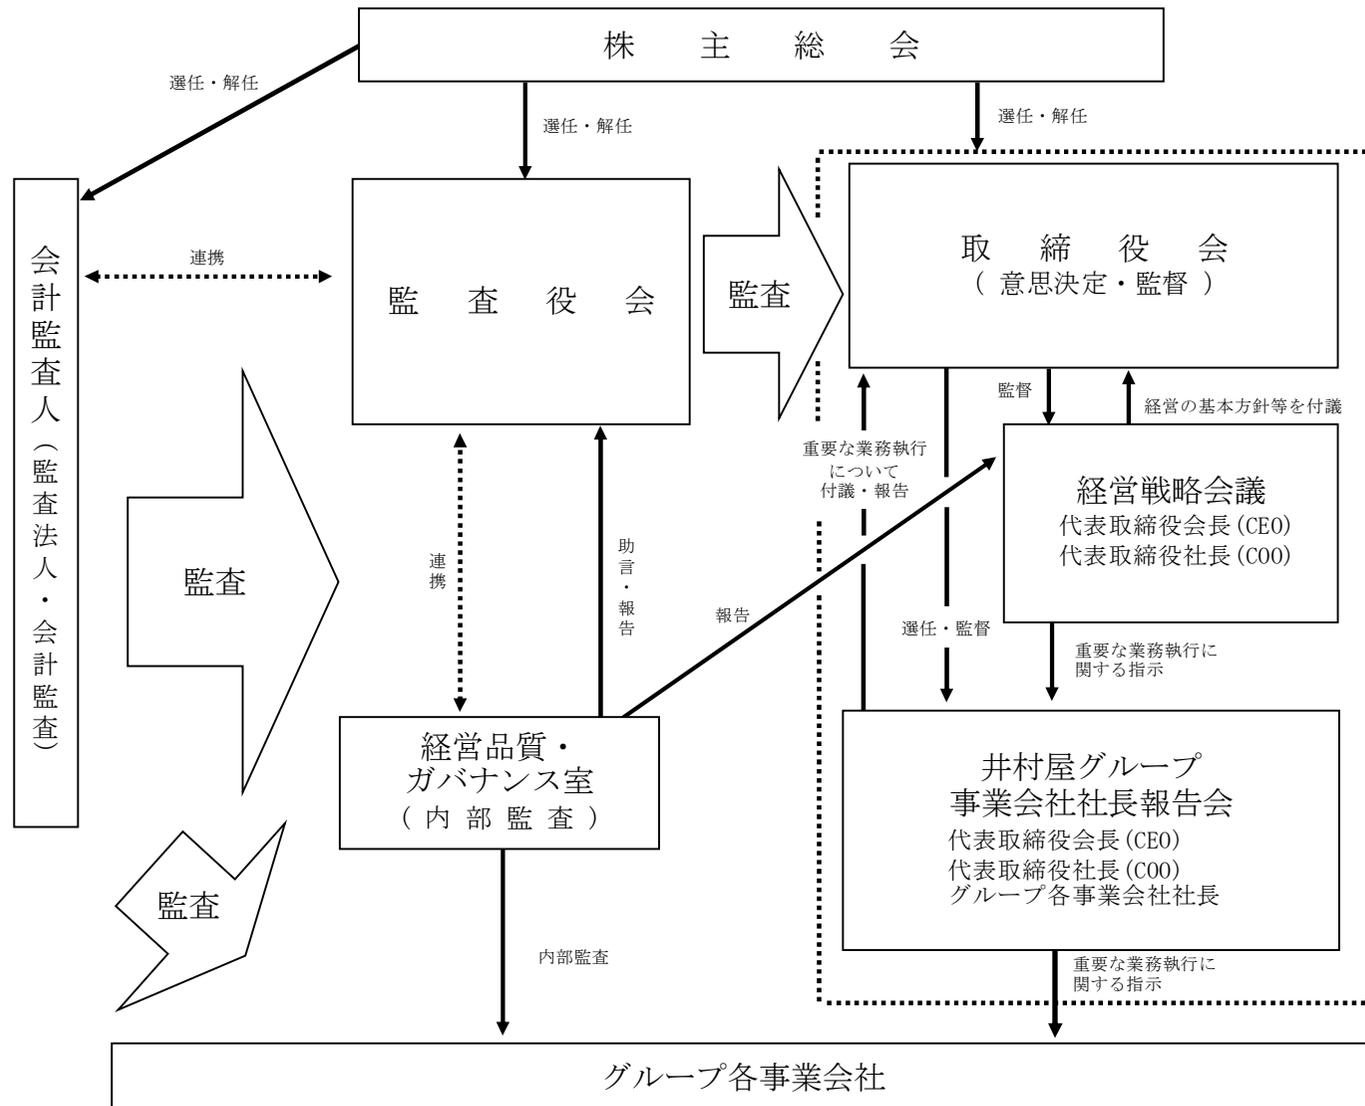 株　主　総　会
選任・解任
選任・解任
選任・解任
会計監査人（監査法人・会計監査）
連携
監　査　役　会
監査
取　締　役　会
（ 意思決定・監督 ）
監督
経営の基本方針等を付議
重要な業務執行
について
付議・報告
経営戦略会議
代表取締役会長(CEO)
代表取締役社長(COO)
監査
連携
助言・報告
報告
選任・監督
重要な業務執行に
関する指示
経営品質・
ガバナンス室
（ 内 部 監 査 ）
井村屋グループ
事業会社社長報告会
代表取締役会長(CEO)
代表取締役社長(COO)
グループ各事業会社社長
監査
内部監査
重要な業務執行に
関する指示
グループ各事業会社